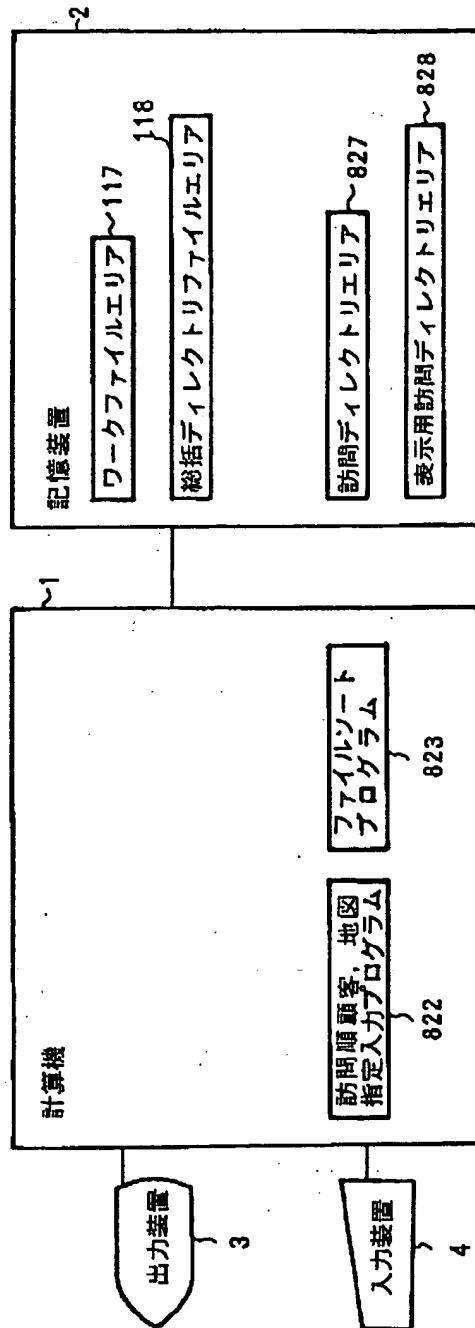 出力装置
3
入力装置
4
計算機
1
訪問順顧客，地図
指定入力プログラム
822
ファイルソート
プログラム
823
記憶装置
2
ワークファイルエリア
117
総括ディレクトリファイルエリア
118
訪問ディレクトリエリア
827
表示用訪問ディレクトリエリア
828